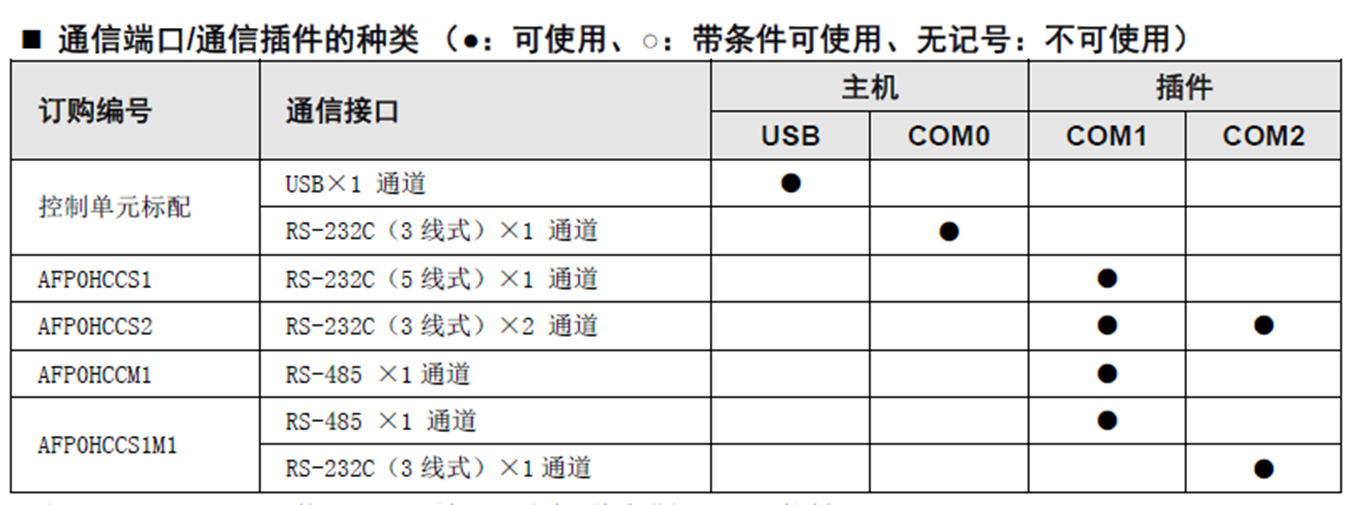 ■ 通信端口/通信插件的种类 （●：可使用、○：带条件可使用、无记号：不可使用）
订购编号 通信接口 主机 插件
USB COM0 COM1 COM2
控制单元标配 USB×1 通道 ●
RS-232C（3 线式）×1 通道 ●
AFP0HCCS1 RS-232C（5 线式）×1 通道 ●
AFP0HCCS2 RS-232C（3 线式）×2 通道 ● ●
AFP0HCCM1 RS-485 ×1通道 ●
AFP0HCCS1M1 RS-485 ×1 通道 ●
RS-232C（3 线式）×1通道 ●